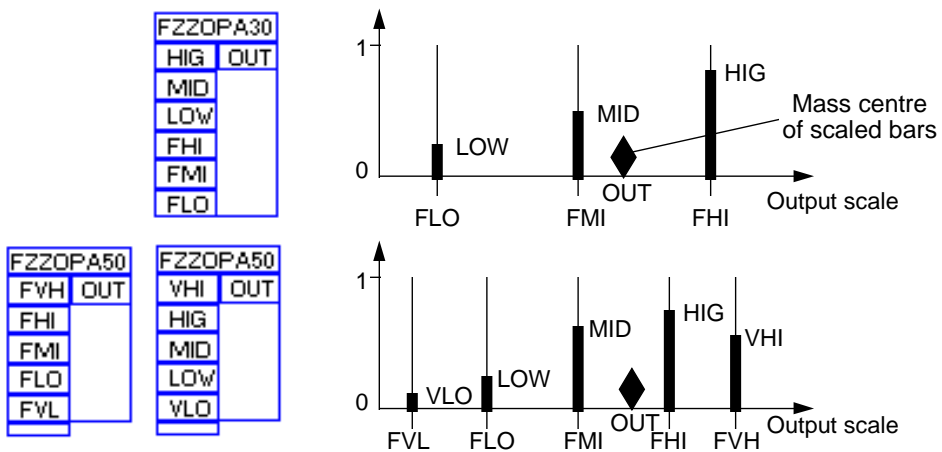 FZZOPA30
HIG OUT
MID
LOW
FHI
FMI
FLO
1
HIG
MID
Mass centre
of scaled bars
LOW
0
OUT
Output scale
FLO FMI FHI
FZZOPA50
FVH OUT
FHI
FMI
FLO
FVL
FZZOPA50
VHI OUT
HIG
MID
LOW
VLO
1
HIG
MID
VHI
LOW
VLO
0
OUT
Output scale
FVL FLO FMI FHI FVH